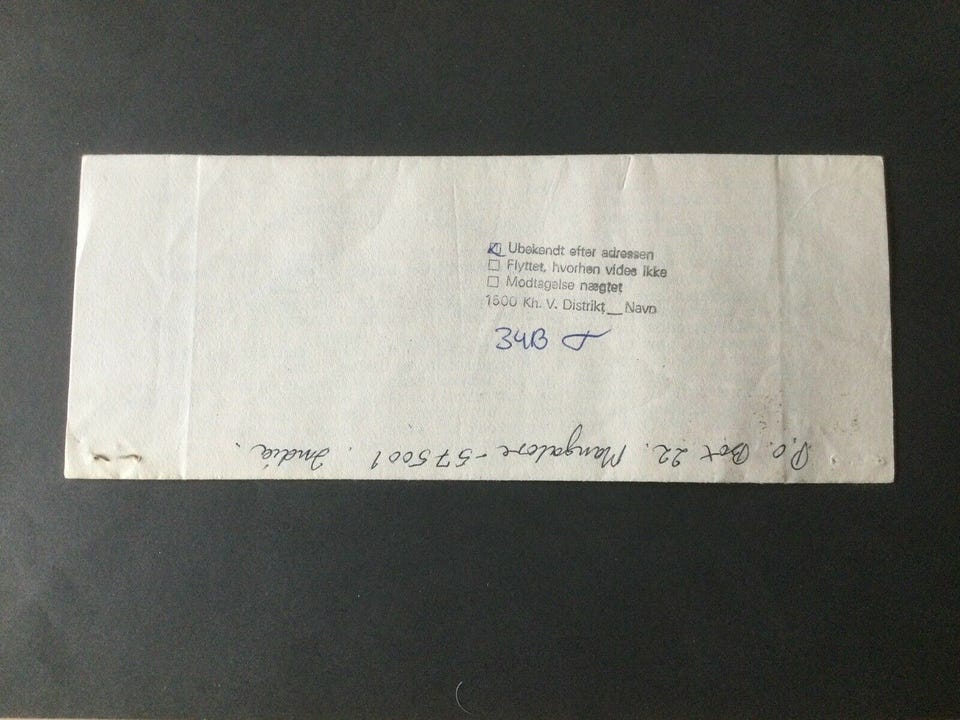 Ubekendt efter adressen
Flyttet, hvorhen vides ikke
Modtagelse nægtet
1500 Kh. V. Distrikt__Navn
34B
P.O. Box 22. Mangalore - 575001. India.